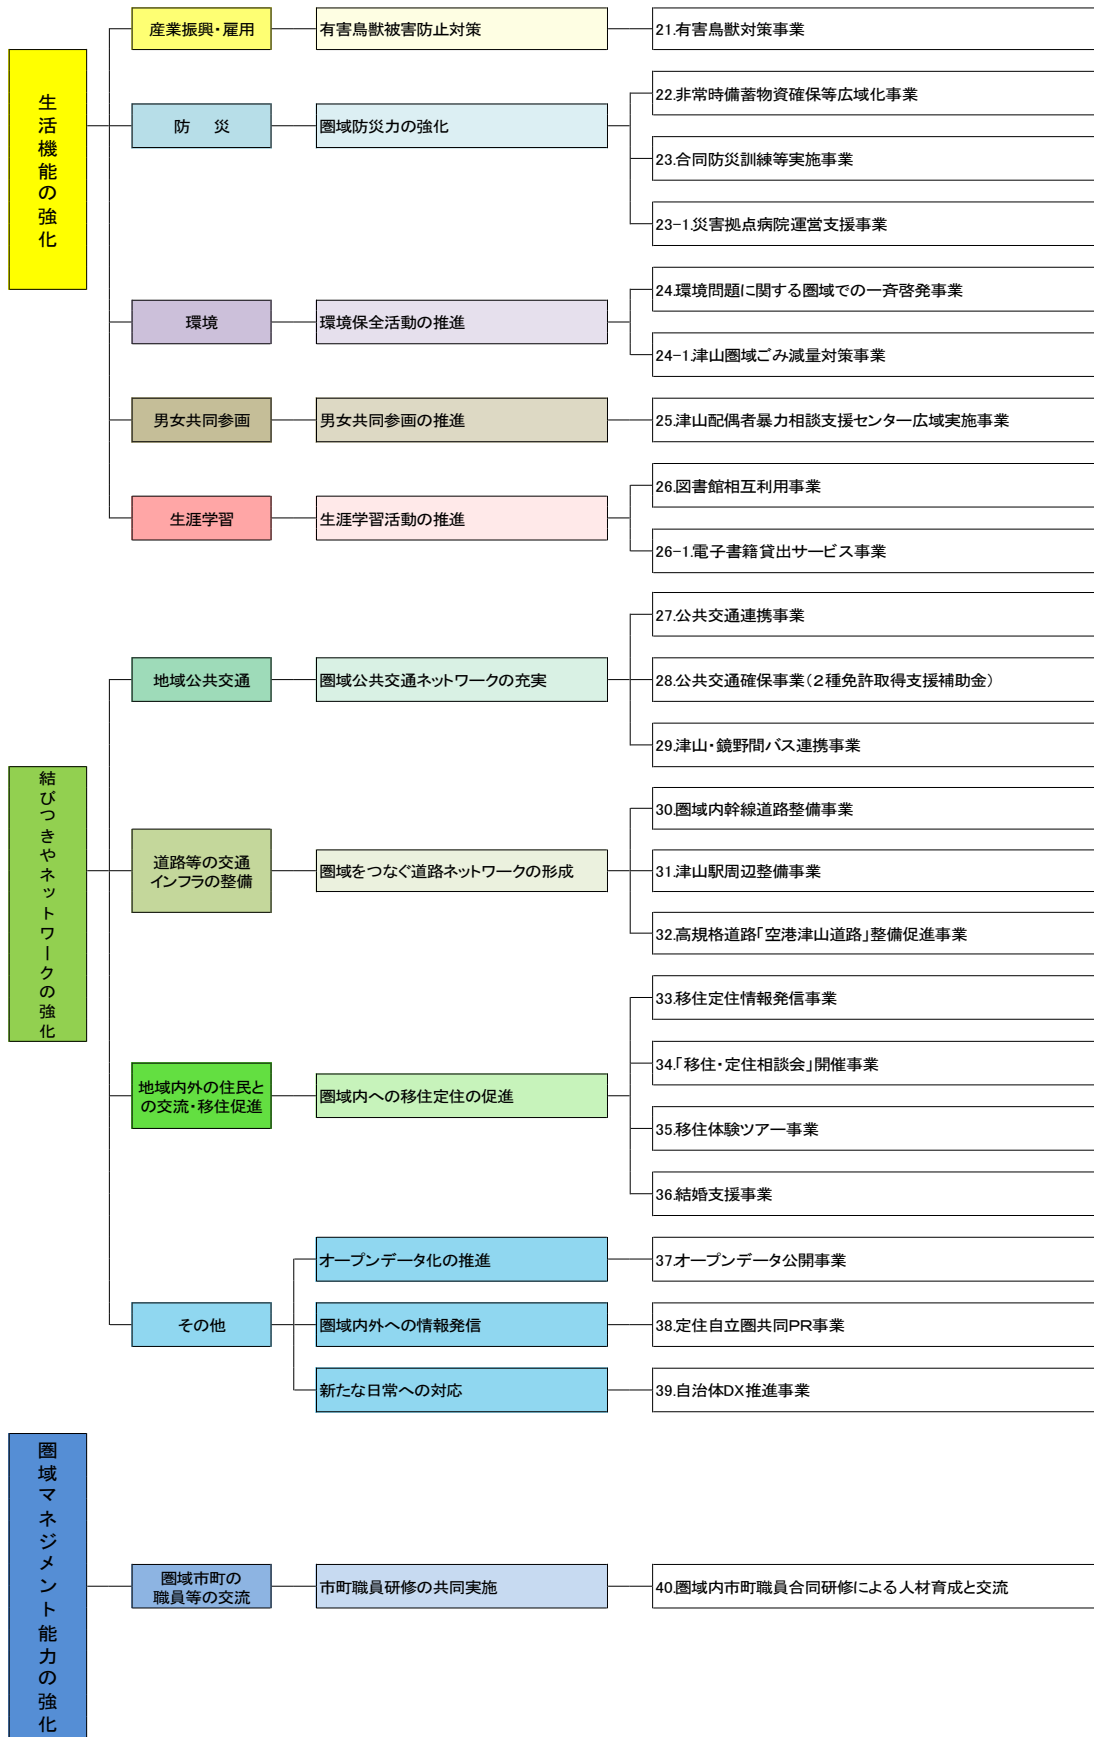 生活機能の強化
産業振興・雇用
有害鳥獣被害防止対策
21.有害鳥獣対策事業
防　災
圏域防災力の強化
22.非常時備蓄物資確保等広域化事業
23.合同防災訓練等実施事業
23-1.災害拠点病院運営支援事業
環境
環境保全活動の推進
24.環境問題に関する圏域での一斉啓発事業
24-1.津山圏域ごみ減量対策事業
男女共同参画
男女共同参画の推進
25.津山配偶者暴力相談支援センター広域実施事業
生涯学習
生涯学習活動の推進
26.図書館相互利用事業
26-1.電子書籍貸出サービス事業
結びつきやネットワークの強化
地域公共交通
圏域公共交通ネットワークの充実
27.公共交通連携事業
28.公共交通確保事業(２種免許取得支援補助金)
29.津山・鏡野間バス連携事業
道路等の交通
インフラの整備
圏域をつなぐ道路ネットワークの形成
30.圏域内幹線道路整備事業
31.津山駅周辺整備事業
32.高規格道路「空港津山道路」整備促進事業
地域内外の住民と
の交流・移住促進
圏域内への移住定住の促進
33.移住定住情報発信事業
34.「移住・定住相談会」開催事業
35.移住体験ツアー事業
36.結婚支援事業
その他
オープンデータ化の推進
37.オープンデータ公開事業
圏域内外への情報発信
38.定住自立圏共同PR事業
新たな日常への対応
39.自治体DX推進事業
圏域マネジメント能力の強化
圏域市町の
職員等の交流
市町職員研修の共同実施
40.圏域内市町職員合同研修による人材育成と交流